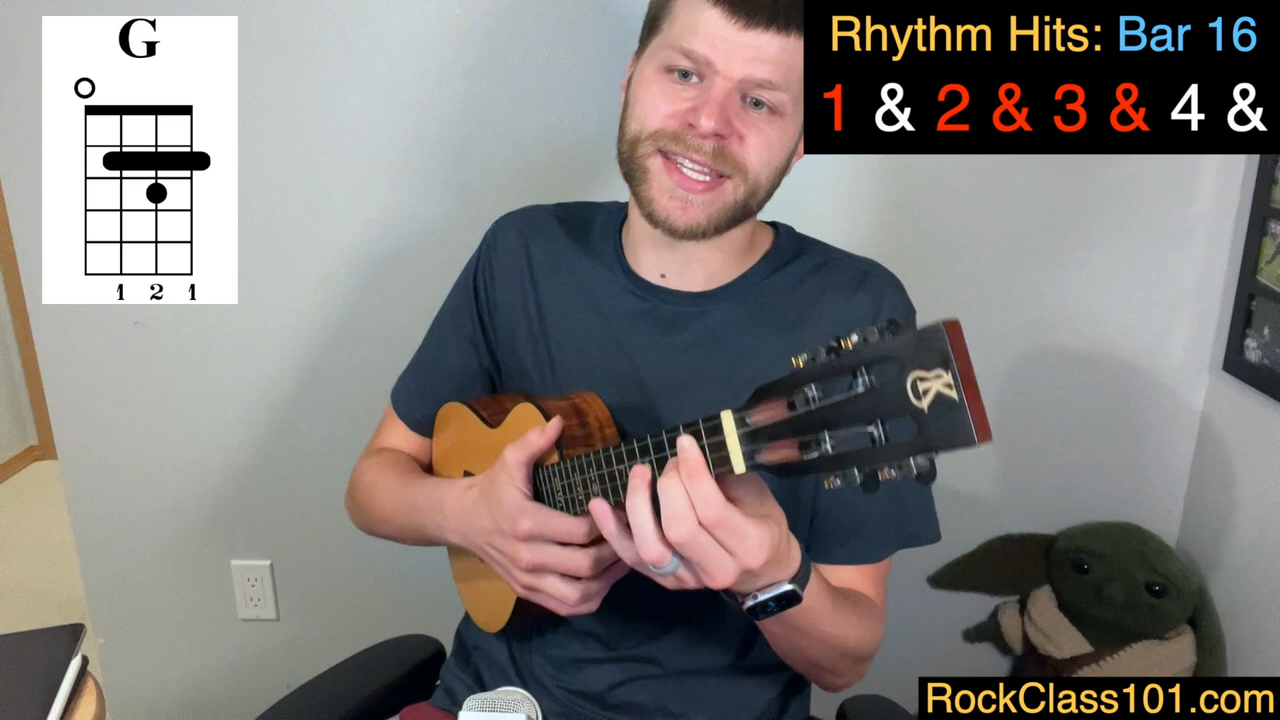 G
1 2 1
Rhythm Hits: Bar 16
1 & 2 & 3 & 4 &
K
RockClass101.com